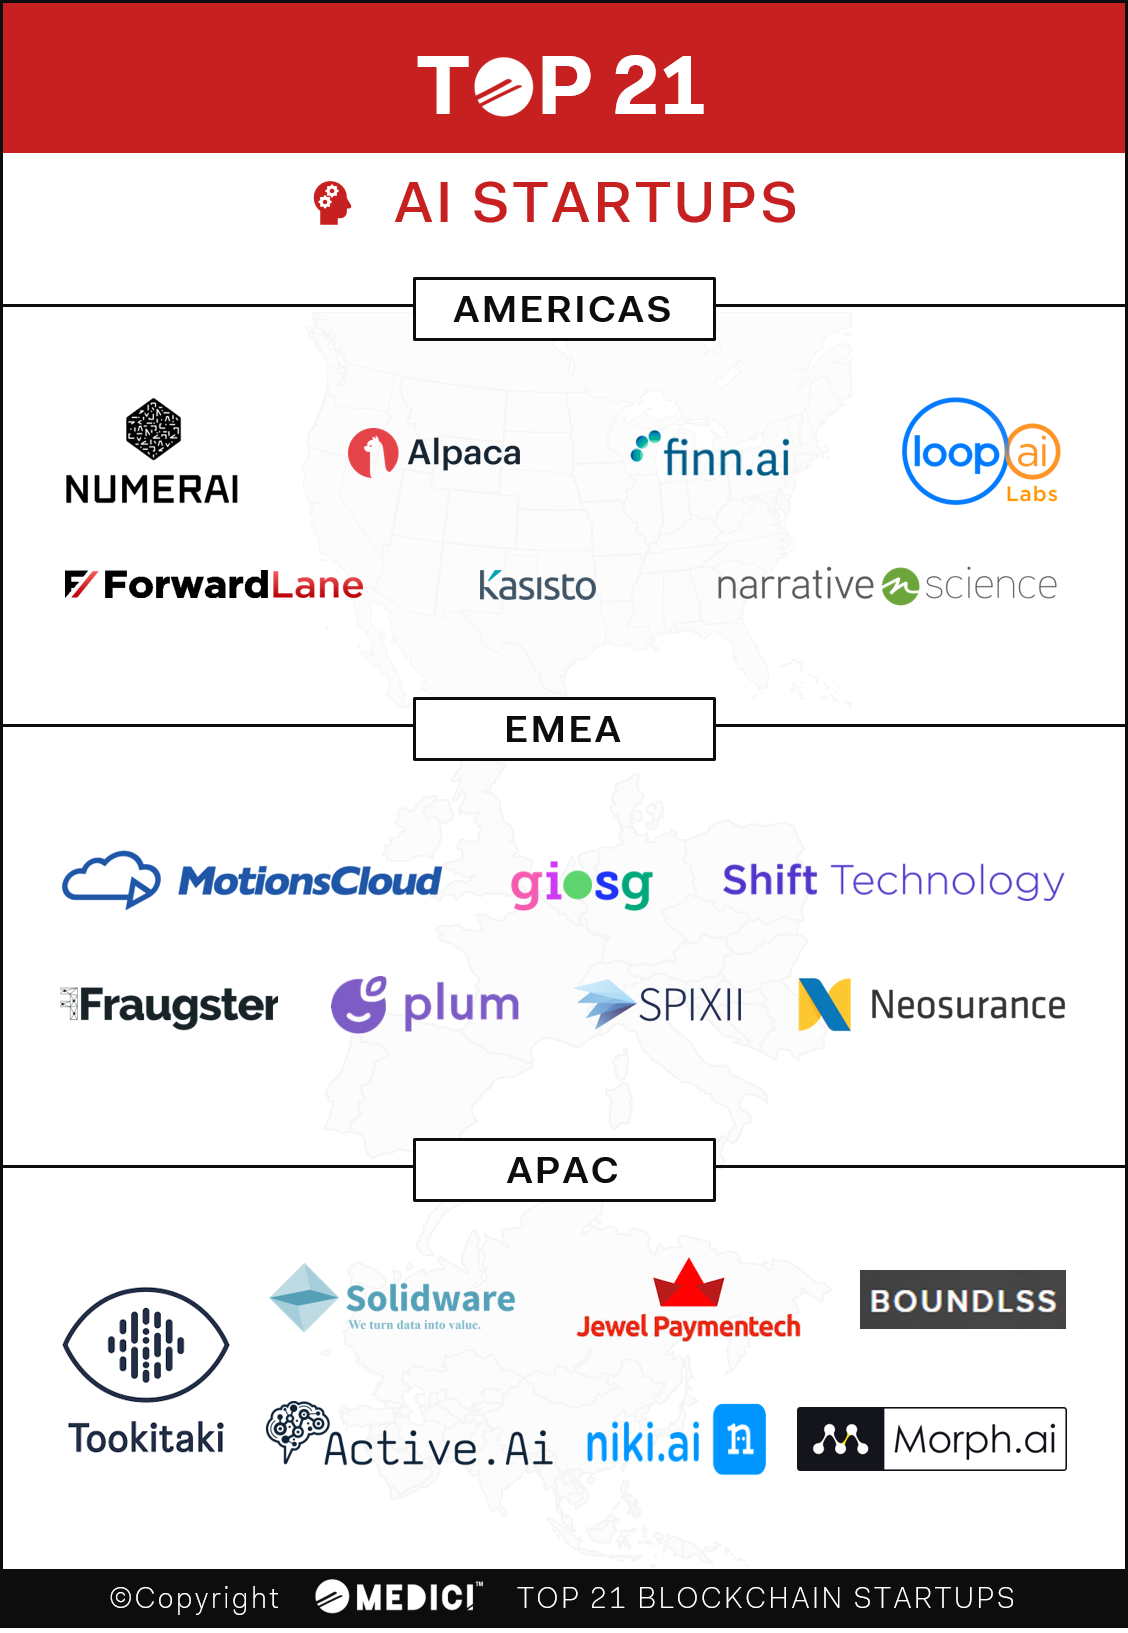 TOP 21
AI STARTUPS
AMERICAS
NUMERAI
Alpaca
finn.ai
loop ai
Labs
ForwardLane
Kasisto
narrative science
EMEA
MotionsCloud
giosg
Shift Technology
Fraugster
plum
SPIXII
Neosurance
APAC
Tookitaki
Solidware
We turn data into value.
Jewel Paymentech
BOUNDLSS
Active.Ai
niki.ai n
Morph.ai
©Copyright MEDICI™ TOP 21 BLOCKCHAIN STARTUPS